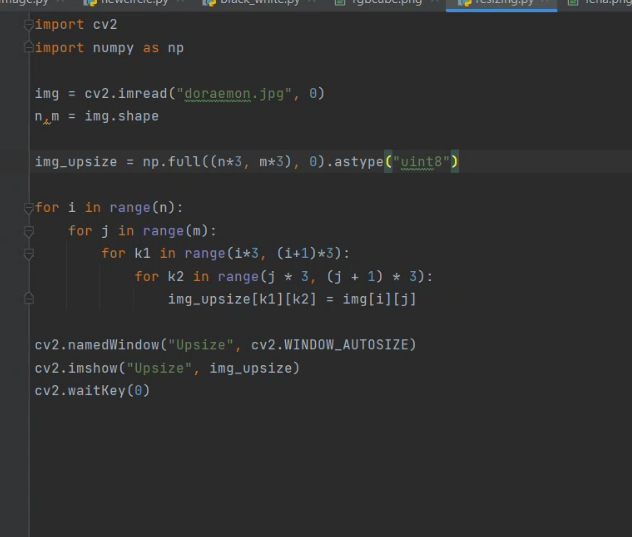 newcircle.py black_white.py rgbcube.png resizing.py lena.png
import cv2
import numpy as np
img = cv2.imread("doraemon.jpg", 0)
n,m = img.shape
img_upsize = np.full((n*3, m*3), 0).astype("uint8")
for i in range(n):
for j in range(m):
for k1 in range(i*3, (i+1)*3):
for k2 in range(j * 3, (j + 1) * 3):
img_upsize[k1][k2] = img[i][j]
cv2.namedWindow("Upsize", cv2.WINDOW_AUTOSIZE)
cv2.imshow("Upsize", img_upsize)
cv2.waitKey(0)